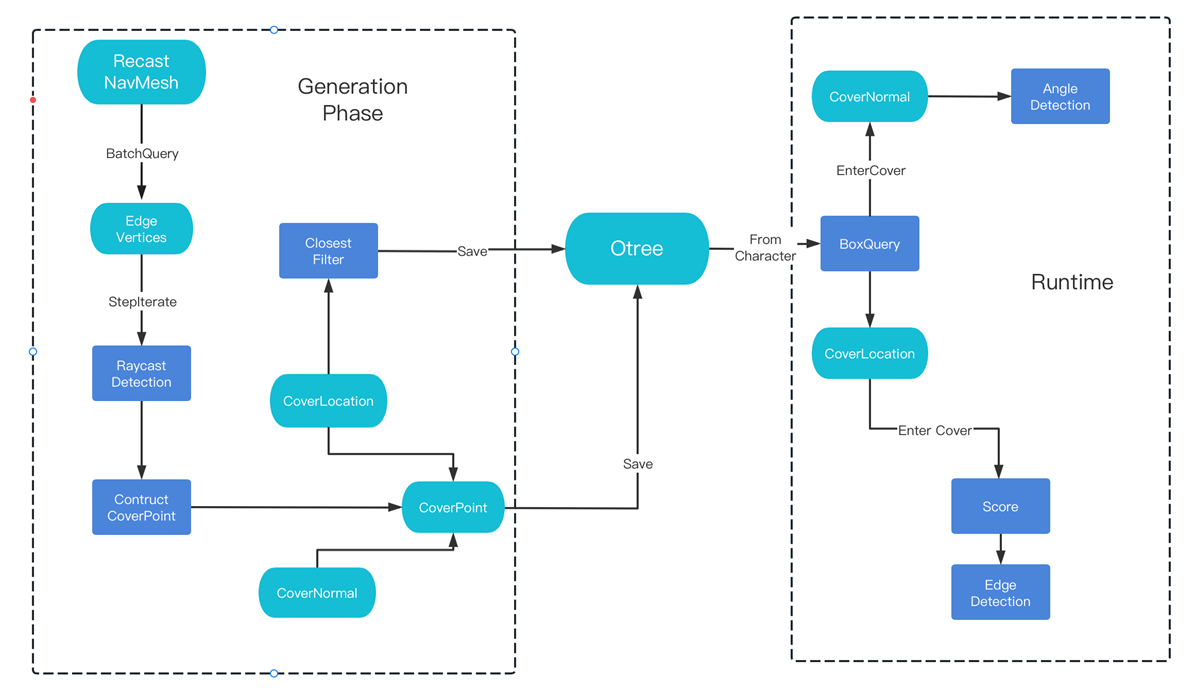 Recast
NavMesh
Generation
Phase
BatchQuery
Edge
Vertices
StepIterate
Raycast
Detection
Contruct
CoverPoint
Closest
Filter
Save
CoverLocation
CoverPoint
CoverNormal
Save
Otree
From
Character
Runtime
CoverNormal
Angle
Detection
EnterCover
BoxQuery
CoverLocation
Enter Cover
Score
Edge
Detection